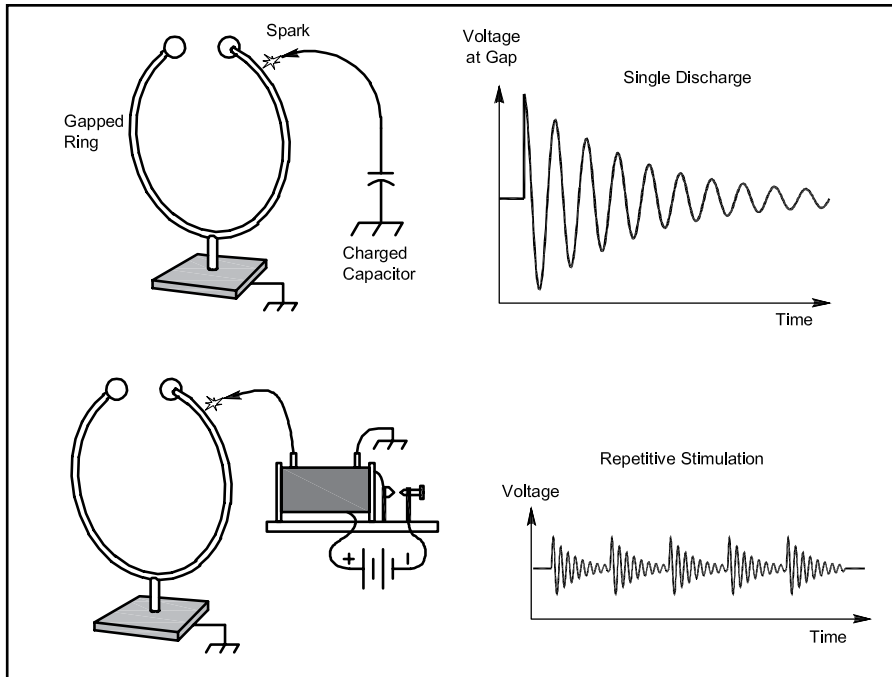 Spark
Gapped
Ring
Charged
Capacitor
Voltage
at Gap
Single Discharge
Time
+
-
Repetitive Stimulation
Voltage
Time